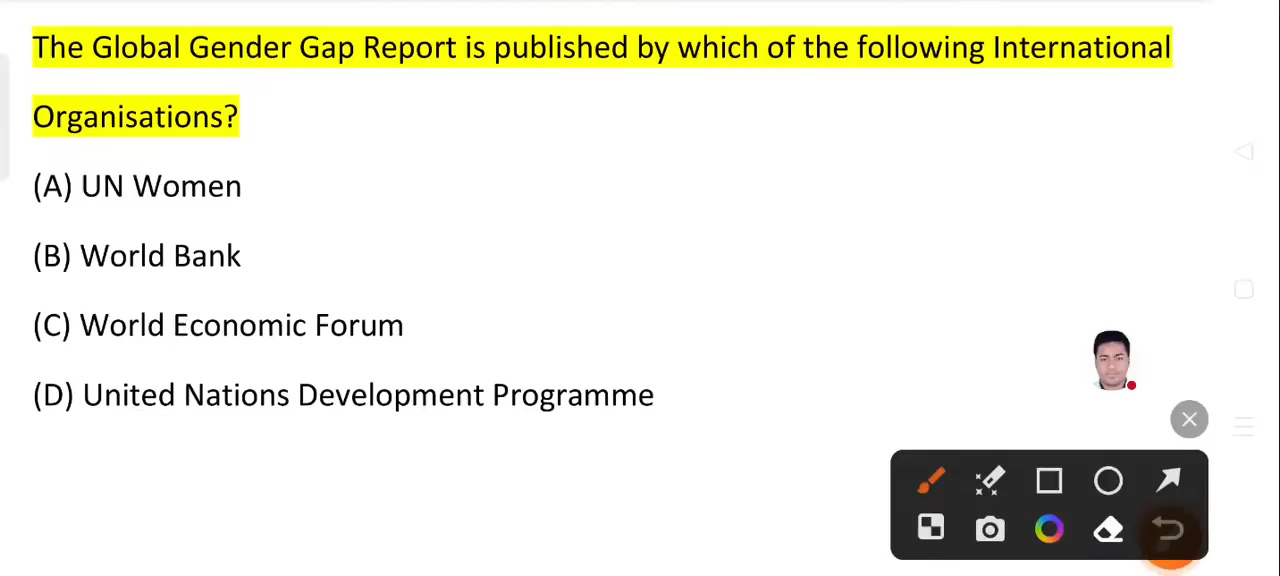 The Global Gender Gap Report is published by which of the following International
Organisations?
(A) UN Women
(B) World Bank
(C) World Economic Forum
(D) United Nations Development Programme